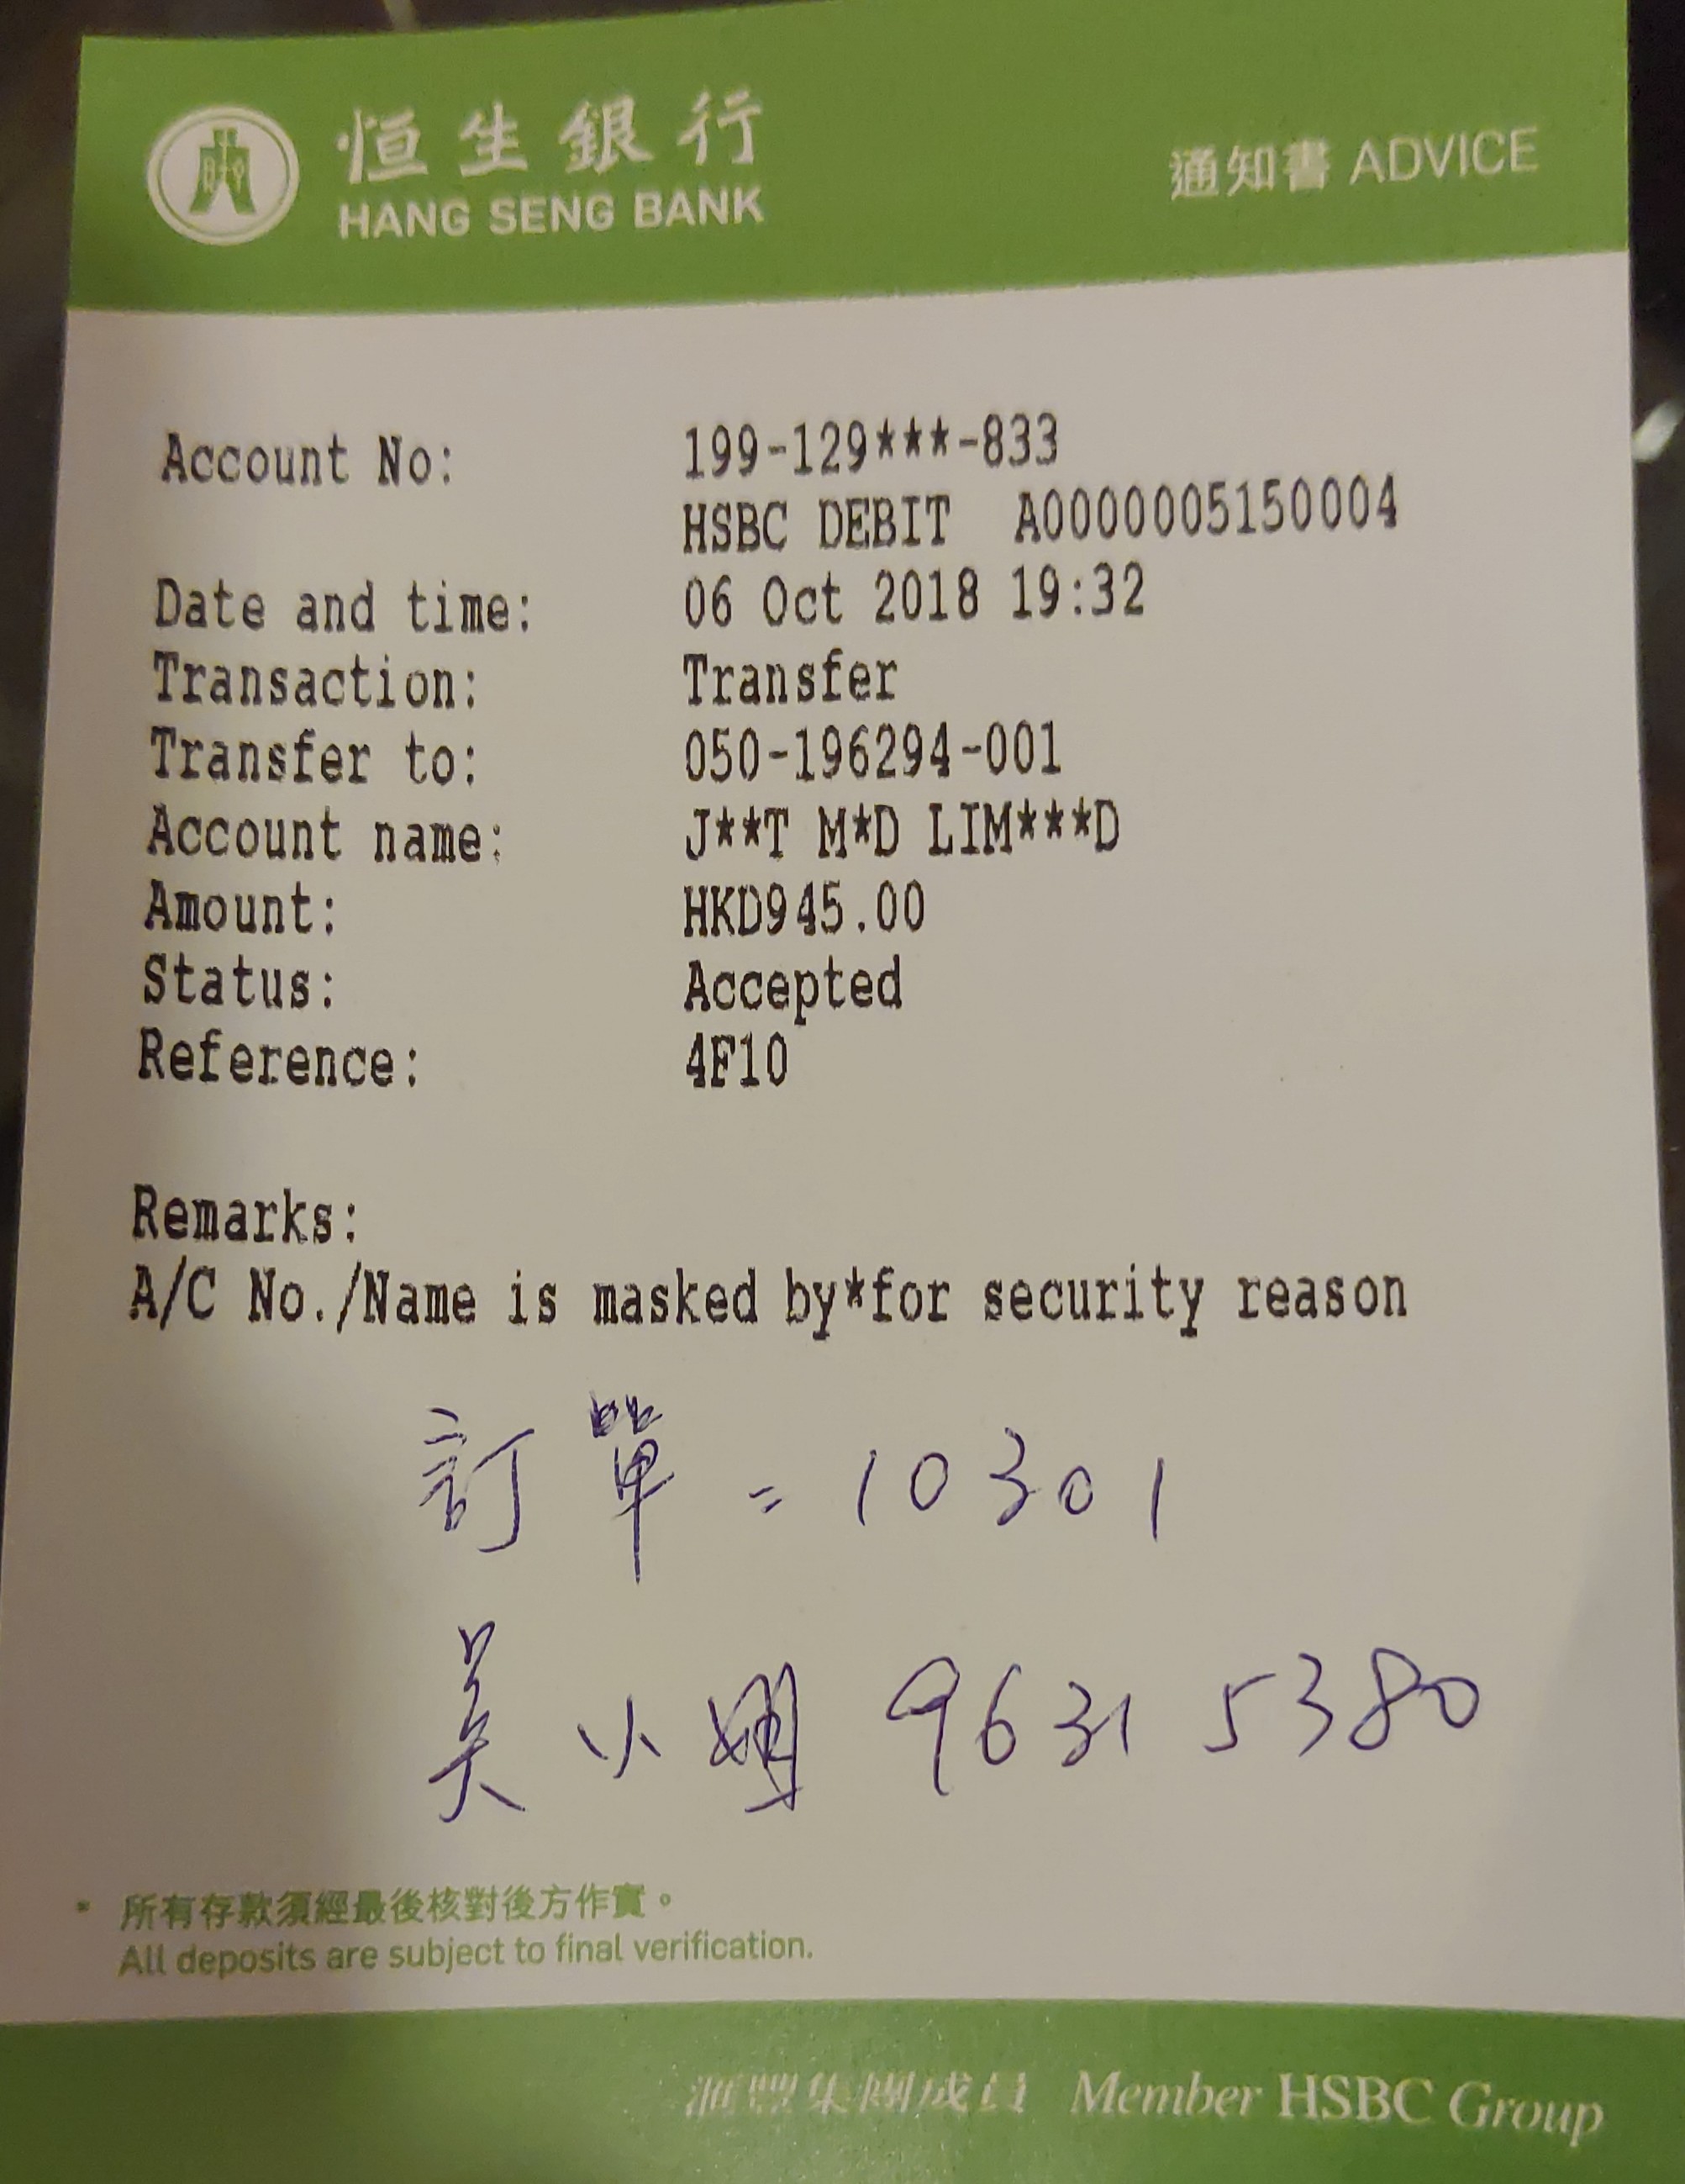 恒生銀行
HANG SENG BANK
通知書 ADVICE
Account No: 199-129***-833
HSBC DEBIT A0000005150004
Date and time: 06 Oct 2018 19:32
Transaction: Transfer
Transfer to: 050-196294-001
Account name: J**T M*D LIM***D
Amount: HKD945.00
Status: Accepted
Reference: 4F10
Remarks:
A/C No./Name is masked by*for security reason
訂單 = 10301
吴小姐 9631 5380
* 所有存款須經最後核對後方作實。
All deposits are subject to final verification.
滙豐集團成員 Member HSBC Group